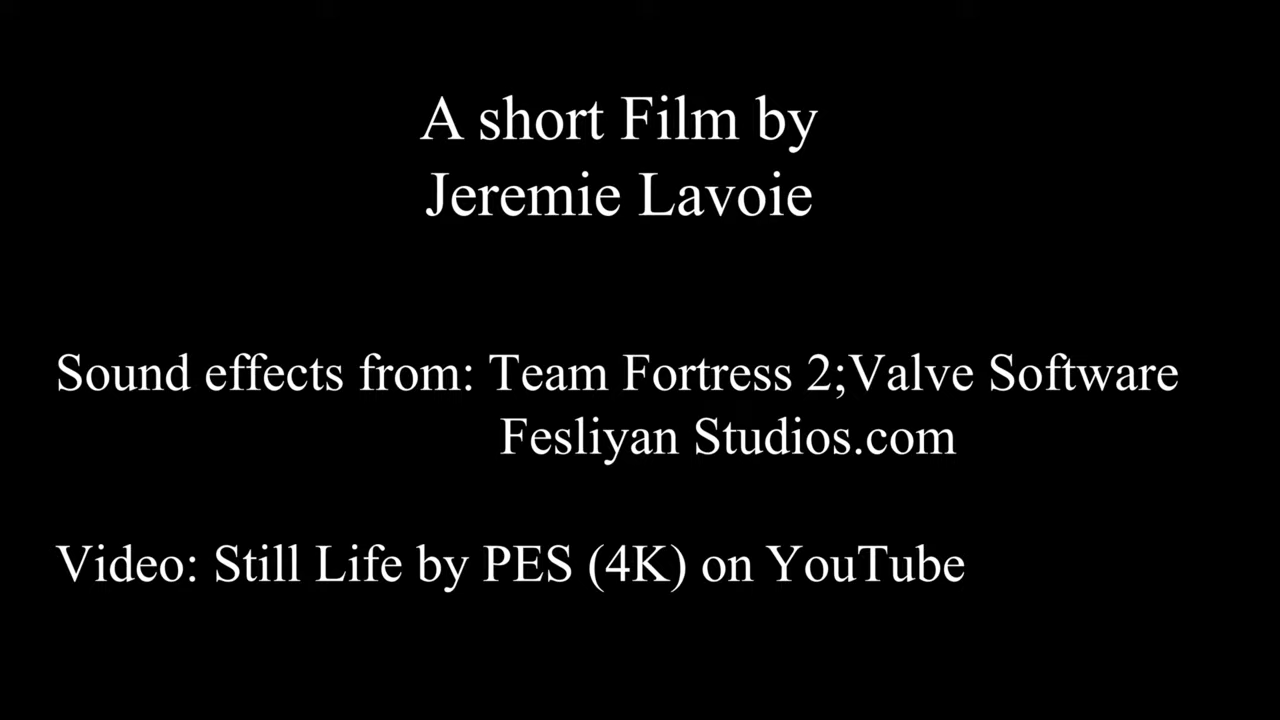 A short Film by
Jeremie Lavoie
Sound effects from: Team Fortress 2;Valve Software
Fesliyan Studios.com
Video: Still Life by PES (4K) on YouTube